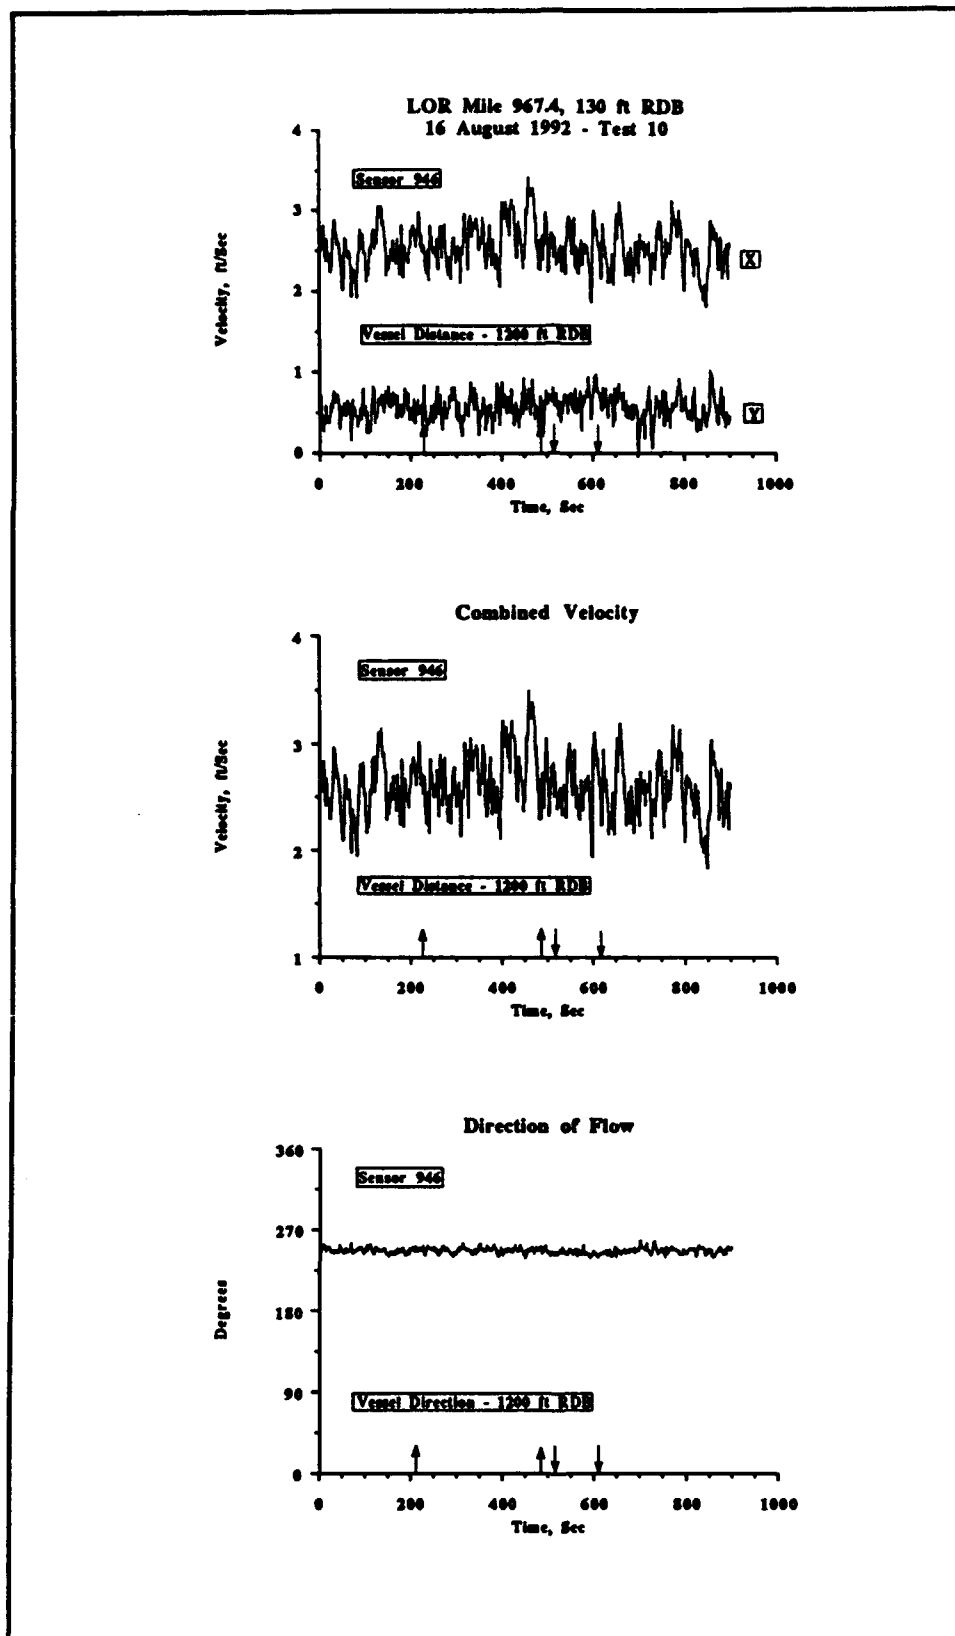 LOR Mile 967.4, 130 ft RDB
16 August 1992 - Test 10
4
Sensor 946
3
X
Velocity, ft/Sec
2
Vessel Distance - 1200 ft RDB
1
Y
0
0 200 400 600 800 1000
Time, Sec
Combined Velocity
4
Sensor 946
3
Velocity, ft/Sec
2
Vessel Distance - 1200 ft RDB
1
0 200 400 600 800 1000
Time, Sec
Direction of Flow
360
Sensor 946
270
Degrees
180
90
Vessel Direction - 1200 ft RDB
0
0 200 400 600 800 1000
Time, Sec